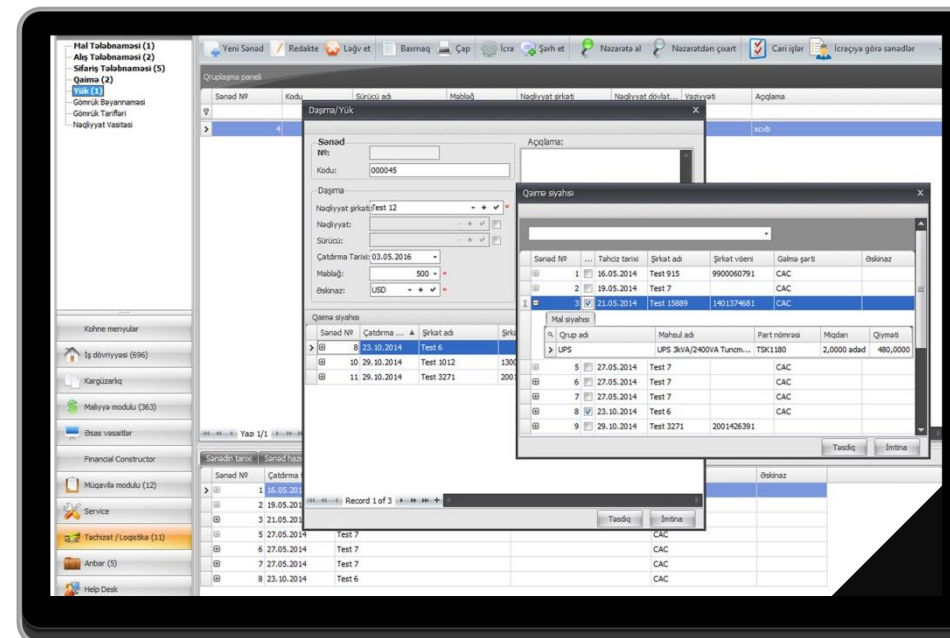 Mal Tələbnaməsi (1)
Alış Tələbnaməsi (2)
Sifariş Tələbnaməsi (5)
Qaimə (2)
Yük (1)
Gömrük Bəyannaməsi
Gömrük Tarifləri
Nəqliyyat Vasitəsi
Yeni Sənəd Redaktə Ləğv et Baxmaq Çap İcra Şərh et Nəzarətə al Nəzarətdən çıxart Cari işlər İcraçıya görə sənədlər
Qruplaşma paneli
Sənəd № Kodu Sürücü adı Məbləğ Nəqliyyat şirkəti Nəqliyyat dövlət... Vəziyyəti Açıqlama
4 xcvb
Daşıma/Yük x
Sənəd
№:
Kodu: 000045
Açıqlama:
Daşıma
Nəqliyyat şirkəti: Test 12 *
Nəqliyyat:
Sürücü:
Çatdırma Tarixi: 03.05.2016
Məbləğ: 500 *
Əskinaz: USD *
Qaimə siyahısı
Sənəd № Çatdırma ... Şirkət adı
8 23.10.2014 Test 6
10 29.10.2014 Test 1012
11 29.10.2014 Test 3271
Record 1 of 3
Təsdiq İmtina
Qaimə siyahısı x
Sənəd № ... Təhciz tarixi Şirkət adı Şirkət vöeni Gəlmə şərti Əskinaz
1 16.05.2014 Test 915 9900060791 CAC
2 19.05.2014 Test 7 CAC
3 21.05.2014 Test 15889 1401374681 CAC
Mal siyahısı
Qrup adı Məhsul adı Part nömrəsi Miqdarı Qiyməti
UPS UPS 3kVA/2400VA Tuncm... TSK1180 2,0000 ədəd 480,0000
5 27.05.2014 Test 7 CAC
6 27.05.2014 Test 7 CAC
7 27.05.2014 Test 7 CAC
8 23.10.2014 Test 6 CAC
9 29.10.2014 Test 3271 2001426391
Təsdiq İmtina
Köhnə menyular
İş dövriyyəsi (696)
Kargüzarlıq
Maliyyə modulu (363)
Əsas vəsaitlər
Financial Constructor
Müqavilə modulu (12)
Service
Təchizat / Logistika (11)
Anbar (5)
Help Desk
Yazı 1/1
Sənədin tarixi
Sənəd № Çatdırma Əskinaz
1 16.05.201
2 19.05.201
3 21.05.201
5 27.05.2014 Test 7 CAC
6 27.05.2014 Test 7 CAC
7 27.05.2014 Test 7 CAC
8 23.10.2014 Test 6 CAC